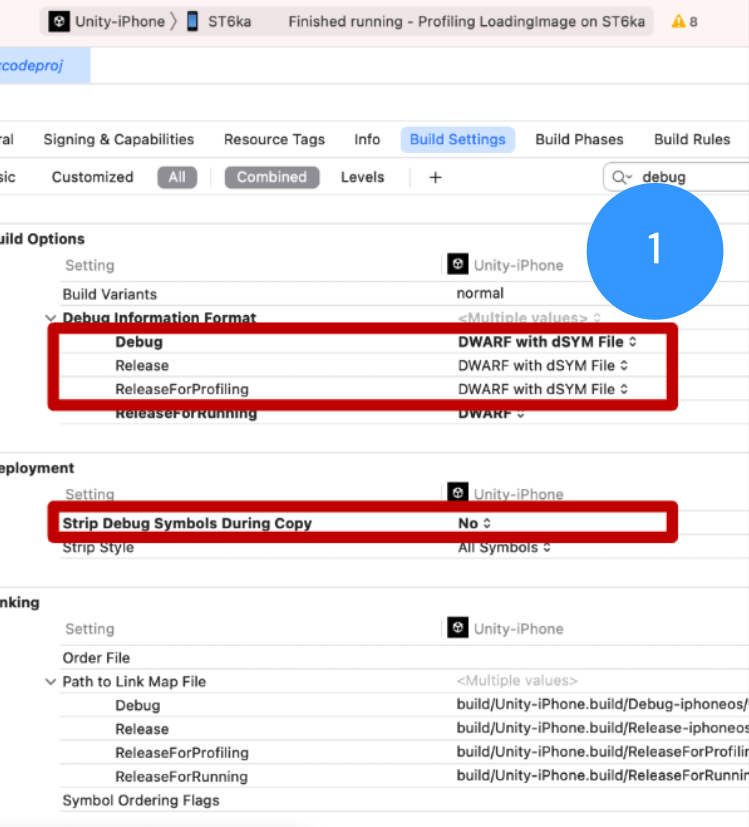 Unity-iPhone 〉 ST6ka Finished running - Profiling LoadingImage on ST6ka 8
codeproj
ral Signing & Capabilities Resource Tags Info Build Settings Build Phases Build Rules
sic Customized All Combined Levels + debug
1
uild Options
Setting Unity-iPhone
Build Variants normal
Debug Information Format <Multiple values>
Debug DWARF with dSYM File
Release DWARF with dSYM File
ReleaseForProfiling DWARF with dSYM File
ReleaseForRunning DWARF
eployment
Setting Unity-iPhone
Strip Debug Symbols During Copy No
Strip Style All Symbols
nking
Setting Unity-iPhone
Order File
Path to Link Map File <Multiple values>
Debug build/Unity-iPhone.build/Debug-iphoneos/
Release build/Unity-iPhone.build/Release-iphoneos
ReleaseForProfiling build/Unity-iPhone.build/ReleaseForProfilin
ReleaseForRunning build/Unity-iPhone.build/ReleaseForRunnin
Symbol Ordering Flags